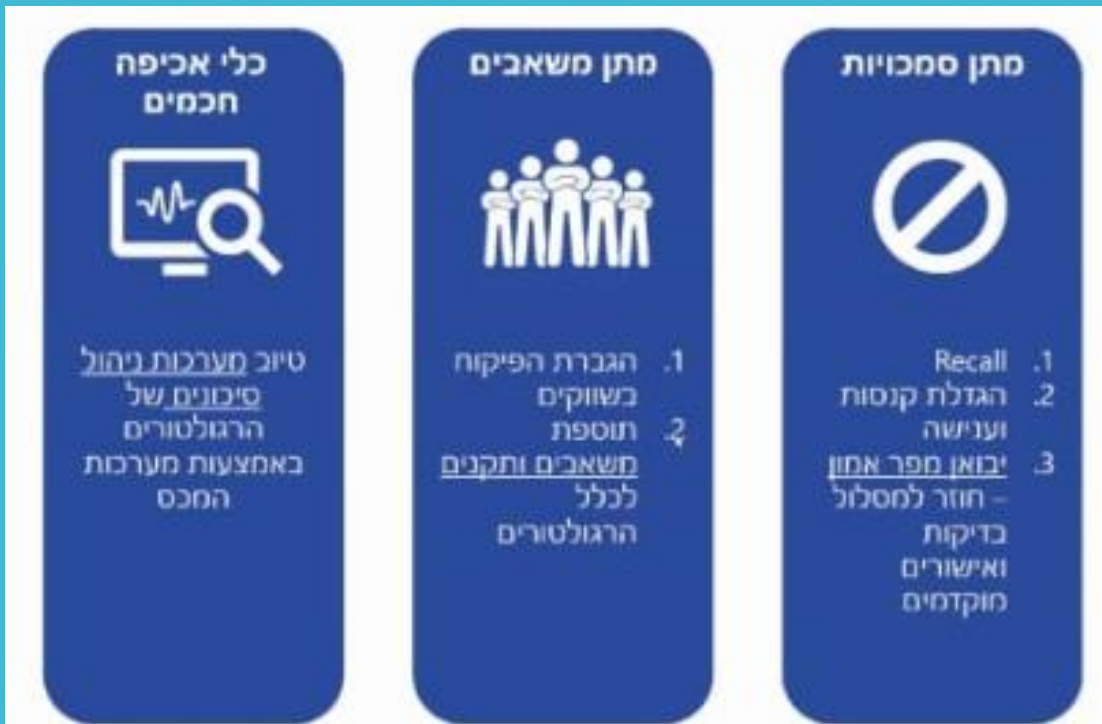 מתן סמכויות
1. Recall
2. הגדלת קנסות
וענישה
3. יבואן מפר אמון
– חוזר למסלול
בדיקות
ואישורים
מוקדמים
מתן משאבים
1. הגברת הפיקוח
בשווקים
2. תוספת
משאבים ותקנים
לכלל
הרגולטורים
כלי אכיפה
חכמים
טיוב מערכות ניהול
סיכונים של
הרגולטורים
באמצעות מערכות
המכס